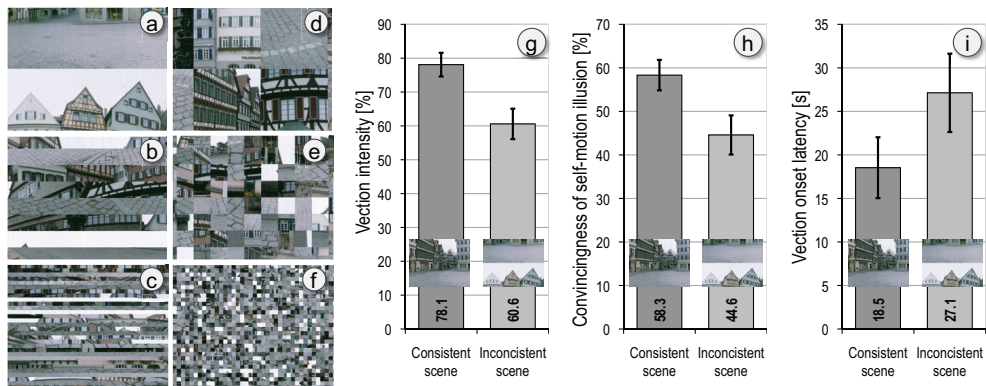 a
b
c
d
e
f
g
Vection intensity [%]
90
80
70
60
50
40
30
20
10
0
78.1
60.6
Consistent
scene
Inconcistent
scene
h
Convincingness of self-motion illusion [%]
70
60
50
40
30
20
10
0
58.3
44.6
Consistent
scene
Inconcistent
scene
i
Vection onset latency [s]
35
30
25
20
15
10
5
0
18.5
27.1
Consistent
scene
Inconcistent
scene